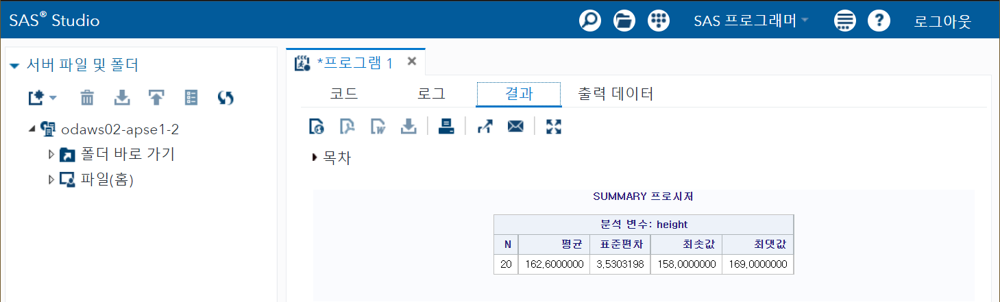 SAS® Studio
SAS 프로그래머
?
로그아웃
서버 파일 및 폴더
odaws02-apse1-2
폴더 바로 가기
파일(홈)
*프로그램 1
코드 로그 결과 출력 데이터
목차
SUMMARY 프로시저
분석 변수: height
N 평균 표준편차 최솟값 최댓값
20 162.6000000 3.5303198 158.0000000 169.0000000